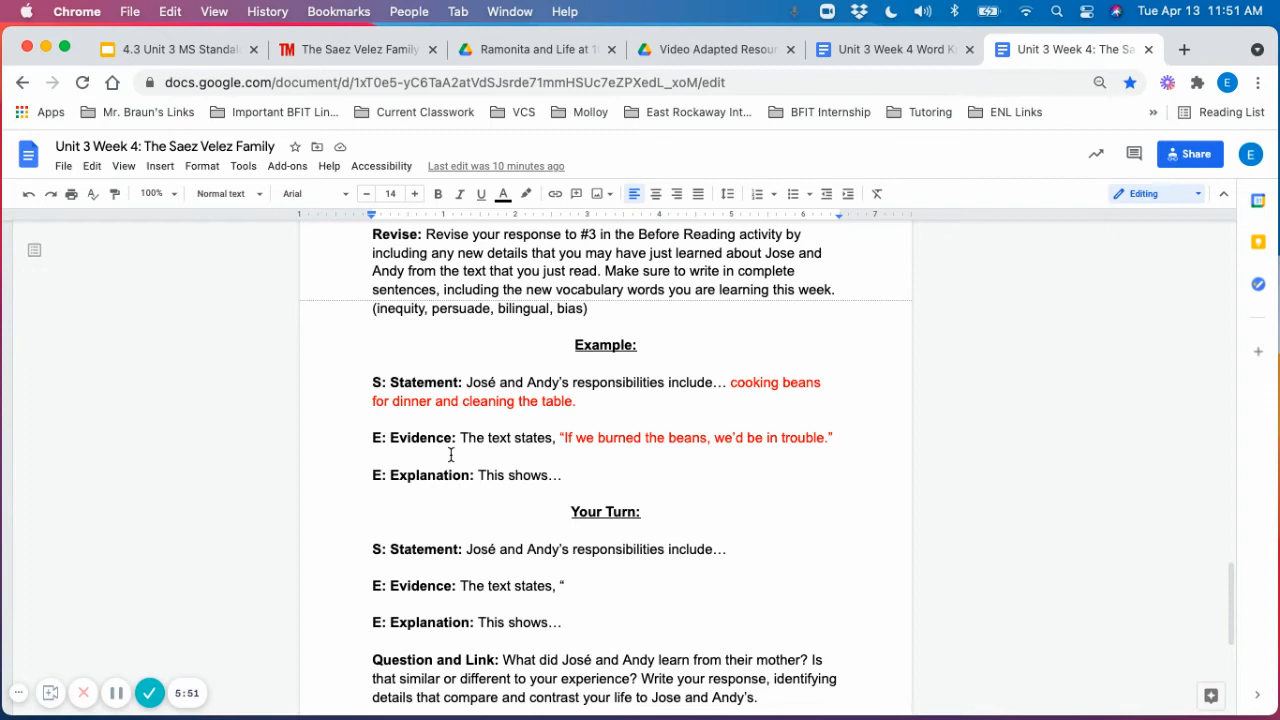 Chrome File Edit View History Bookmarks People Tab Window Help Tue Apr 13 11:51 AM
4.3 Unit 3 MS Standal The Saez Velez Family Ramonita and Life at 1 Video Adapted Resour Unit 3 Week 4 Word K Unit 3 Week 4: The Sa
docs.google.com/document/d/1xT0e5-yC6TaA2atVdSJsrde71mmHSUc7eZPXedL_xoM/edit
Apps Mr. Braun's Links Important BFIT Lin... Current Classwork VCS Molloy East Rockaway Int... BFIT Internship Tutoring ENL Links » Reading List
Unit 3 Week 4: The Saez Velez Family
File Edit View Insert Format Tools Add-ons Help Accessibility Last edit was 10 minutes ago
Share E
100% Normal text Arial 14 Editing
1 1 2 3 4 5 6 7
Revise: Revise your response to #3 in the Before Reading activity by
including any new details that you may have just learned about Jose and
Andy from the text that you just read. Make sure to write in complete
sentences, including the new vocabulary words you are learning this week.
(inequity, persuade, bilingual, bias)
Example:
S: Statement: José and Andy’s responsibilities include… cooking beans
for dinner and cleaning the table.
E: Evidence: The text states, “If we burned the beans, we’d be in trouble.”
E: Explanation: This shows…
Your Turn:
S: Statement: José and Andy’s responsibilities include…
E: Evidence: The text states, “
E: Explanation: This shows…
Question and Link: What did José and Andy learn from their mother? Is
that similar or different to your experience? Write your response, identifying
details that compare and contrast your life to Jose and Andy’s.
5:51